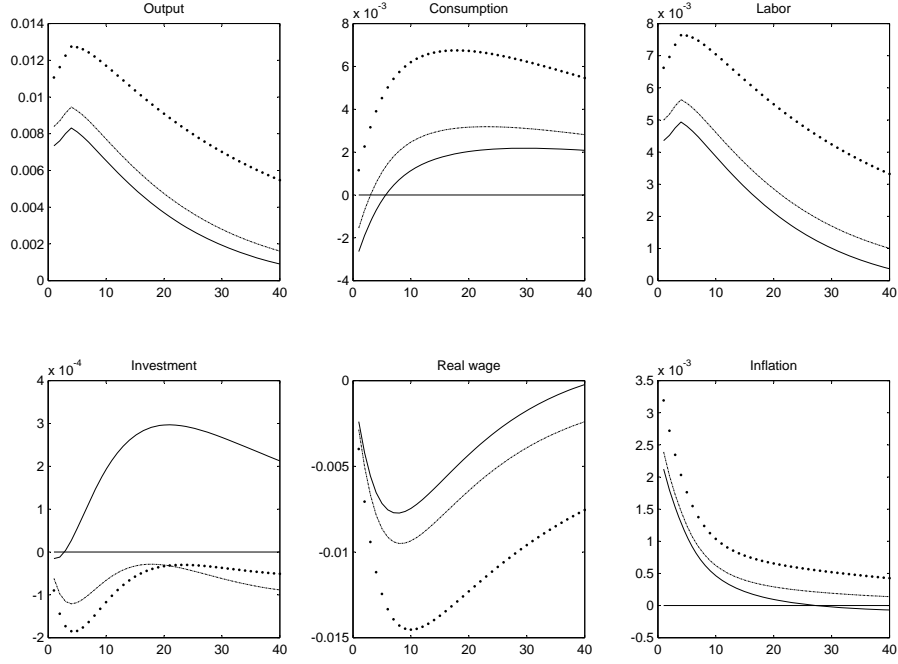 Output
0.014
0.012
0.01
0.008
0.006
0.004
0.002
0
0 10 20 30 40
Consumption
x 10^-3
8
6
4
2
0
-2
-4
0 10 20 30 40
Labor
x 10^-3
8
7
6
5
4
3
2
1
0
0 10 20 30 40
Investment
x 10^-4
4
3
2
1
0
-1
-2
0 10 20 30 40
Real wage
0
-0.005
-0.01
-0.015
0 10 20 30 40
Inflation
x 10^-3
3.5
3
2.5
2
1.5
1
0.5
0
-0.5
0 10 20 30 40